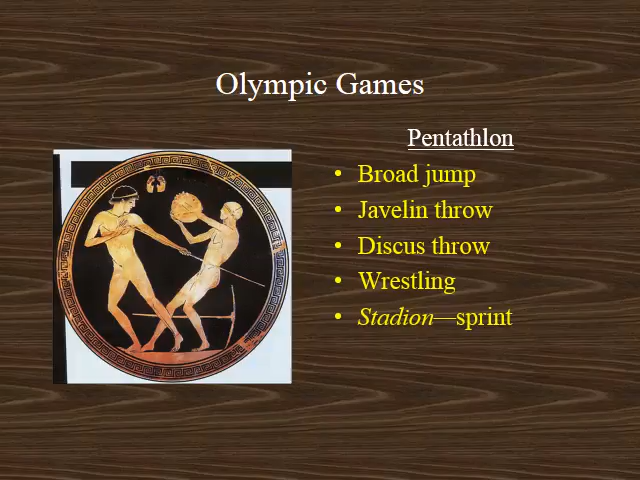 Olympic Games
Pentathlon
• Broad jump
• Javelin throw
• Discus throw
• Wrestling
• Stadion—sprint